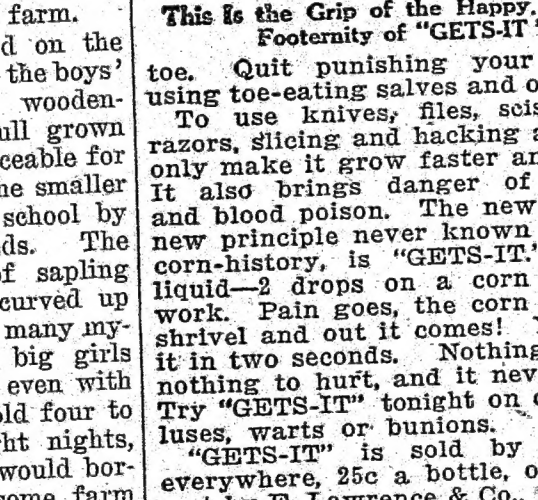 farm.
d on the
the boys'
wooden-
ull grown
ceable for
he smaller
school by
ds. The
of sapling
curved up
many my-
big girls
even with
old four to
ht nights,
would bor-
some farm
This Is the Grip of the Happy.
Footernity of "GETS-IT"
toe. Quit punishing your
using toe-eating salves and o
To use knives, files, scis
razors, slicing and hacking a
only make it grow faster an
It also brings danger of
and blood poison. The new
new principle never known
corn-history, is "GETS-IT."
liquid—2 drops on a corn
work. Pain goes, the corn
shrivel and out it comes!
it in two seconds. Nothing
nothing to hurt, and it nev
Try "GETS-IT" tonight on c
luses, warts or bunions.
"GETS-IT" is sold by
everywhere, 25c a bottle, o
E. Lawrence & Co.,